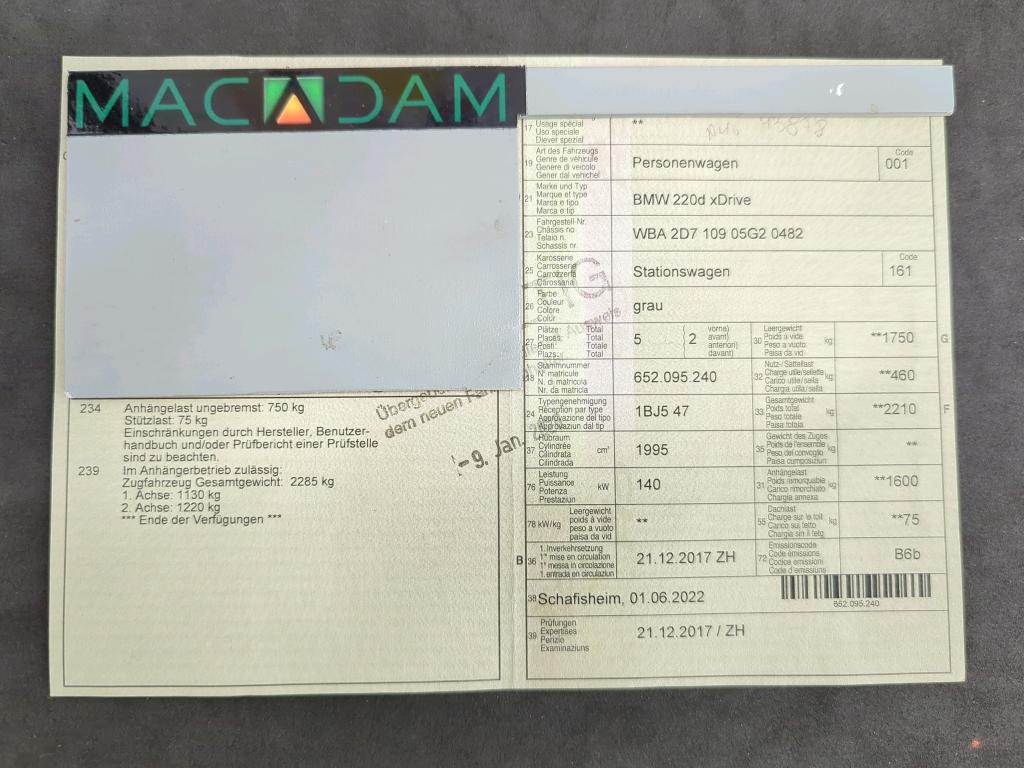 MACADAM
17 Usage spécial
Uso speciale
Diever spezial
**
19 Art des Fahrzeugs
Genre de véhicule
Genere di veicolo
Gener dal vehichel
Personenwagen
Code
001
21 Marke und Typ
Marque et type
Marca e tipo
Marca e tip
BMW 220d xDrive
23 Fahrgestell-Nr.
Châssis no
Telaio n.
Schassis nr.
WBA 2D7 109 05G2 0482
25 Karosserie
Carrosserie
Carrozzeria
Carossaria
Stationswagen
Code
161
26 Farbe
Couleur
Colore
Colur
grau
27 Plätze: Total
Places: Total
Posti: Totale
Plazs: Total
5 ( 2 vorne)
avant)
anteriori)
davant)
30 Leergewicht
Poids à vide
Peso a vuoto
Paisa da vid
kg
**1750
G
18 Stammnummer
N° matricule
N. di matricola
Nr. da matricla
652.095.240
32 Nutz-/Sattellast
Charge utile/sellette
Carico utile/sella
Chargia utila/sella
kg
**460
24 Typengenehmigung
Réception par type
Approvazione del tipo
Approvaziun dal tip
1BJ5 47
33 Gesamtgewicht
Poids total
Peso totale
Paisa totala
kg
**2210
F
37 Hubraum
Cylindrée
Cilindrata
Cilindrada
cm³
1995
35 Gewicht des Zuges
Poids de l'ensemble
Peso del convoglio
Paisa cumposiziun
kg
**
76 Leistung
Puissance
Potenza
Prestaziun
kW
140
31 Anhängelast
Poids remorquable
Carico rimorchiato
Chargia annexa
kg
**1600
78 kW/kg Leergewicht
poids à vide
peso a vuoto
paisa da vid
**
55 Dachlast
Charge sur le toit
Carico sul tetto
Chargia sin il tetg
kg
**75
B 36 1. Inverkehrsetzung
1re mise en circulation
1a messa in circolazione
1. entrada en circulaziun
21.12.2017 ZH
72 Emissionscode
Code émissions
Codice emissioni
Code d'emissiuns
B6b
38 Schafisheim, 01.06.2022
652.095.240
39 Prüfungen
Expertises
Perizie
Examinaziuns
21.12.2017 / ZH
234 Anhängelast ungebremst: 750 kg
Stützlast: 75 kg
Einschränkungen durch Hersteller, Benutzer-
handbuch und/oder Prüfbericht einer Prüfstelle
sind zu beachten.
239 Im Anhängerbetrieb zulässig:
Zugfahrzeug Gesamtgewicht: 2285 kg
1. Achse: 1130 kg
2. Achse: 1220 kg
*** Ende der Verfügungen ***
dem neuen
- 9. Jan.
Ausweis